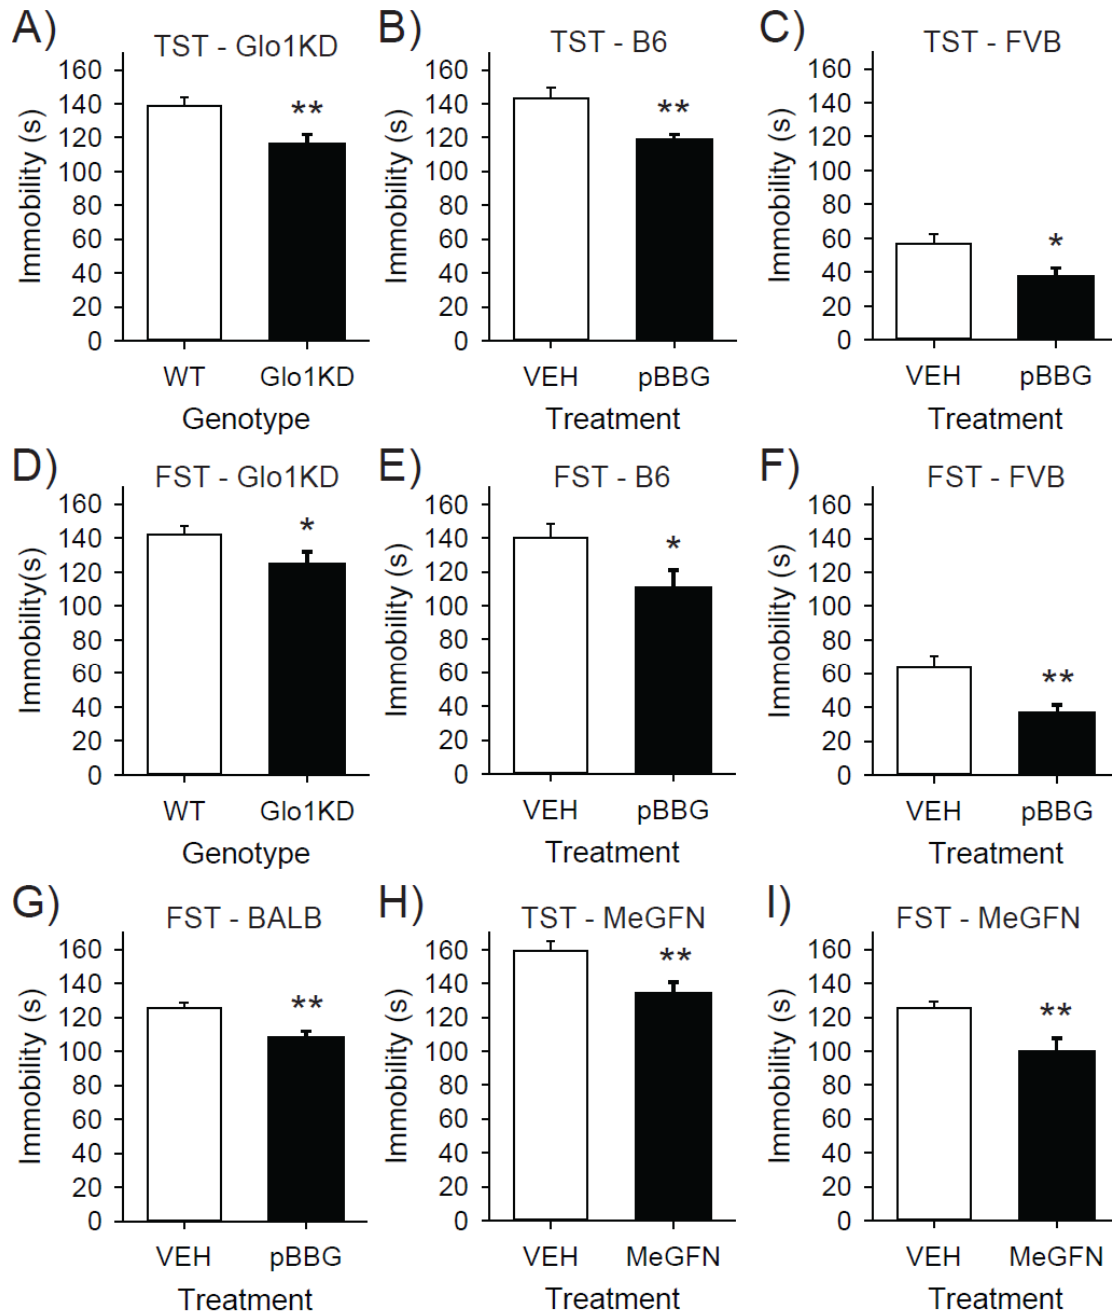 A) TST - Glo1KD
Immobility (s)
160
140
120
100
80
60
40
20
0
**
WT Glo1KD
Genotype
B) TST - B6
Immobility (s)
160
140
120
100
80
60
40
20
0
**
VEH pBBG
Treatment
C) TST - FVB
Immobility (s)
160
140
120
100
80
60
40
20
0
*
VEH pBBG
Treatment
D) FST - Glo1KD
Immobility(s)
160
140
120
100
80
60
40
20
0
*
WT Glo1KD
Genotype
E) FST - B6
Immobility (s)
160
140
120
100
80
60
40
20
0
*
VEH pBBG
Treatment
F) FST - FVB
Immobility (s)
160
140
120
100
80
60
40
20
0
**
VEH pBBG
Treatment
G) FST - BALB
Immobility (s)
160
140
120
100
80
60
40
20
0
**
VEH pBBG
Treatment
H) TST - MeGFN
Immobility (s)
160
140
120
100
80
60
40
20
0
**
VEH MeGFN
Treatment
I) FST - MeGFN
Immobility (s)
160
140
120
100
80
60
40
20
0
**
VEH MeGFN
Treatment